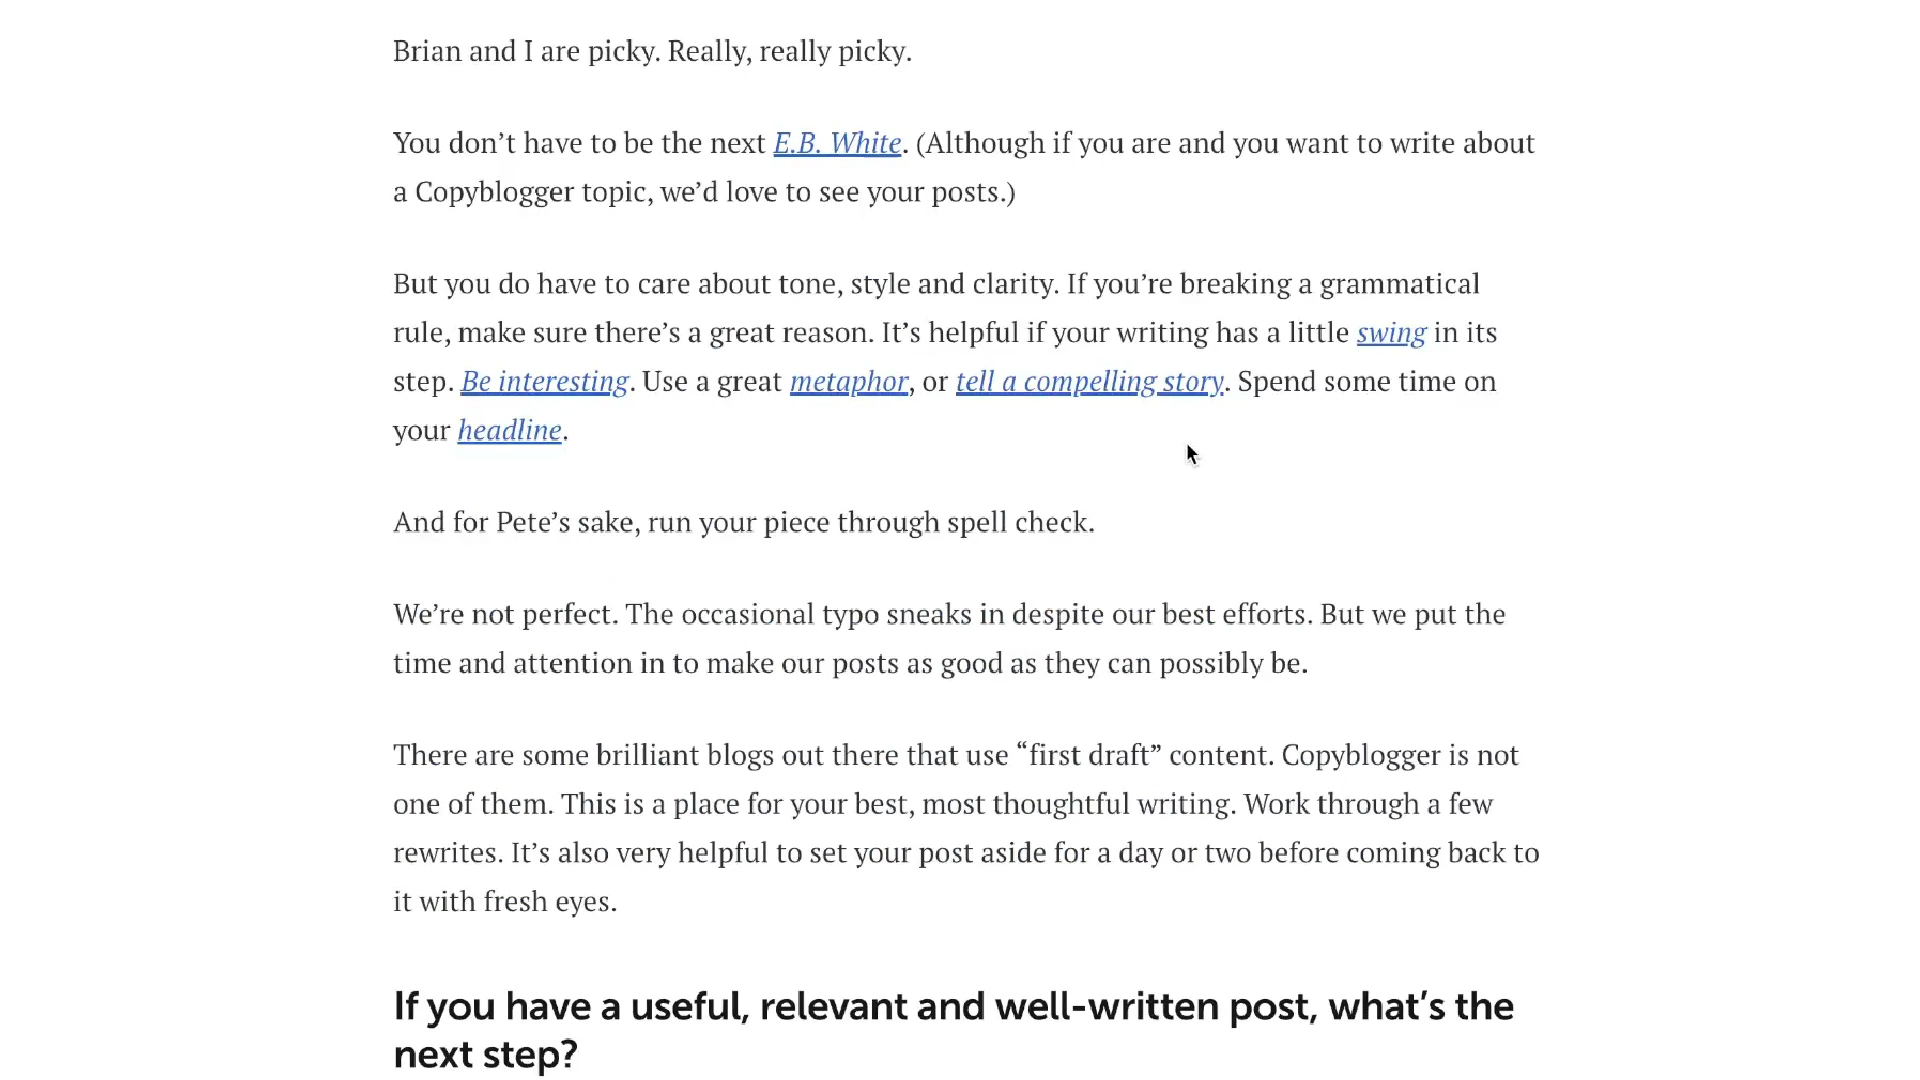 Brian and I are picky. Really, really picky.
You don’t have to be the next E.B. White. (Although if you are and you want to write about
a Copyblogger topic, we’d love to see your posts.)
But you do have to care about tone, style and clarity. If you’re breaking a grammatical
rule, make sure there’s a great reason. It’s helpful if your writing has a little swing in its
step. Be interesting. Use a great metaphor, or tell a compelling story. Spend some time on
your headline.
And for Pete’s sake, run your piece through spell check.
We’re not perfect. The occasional typo sneaks in despite our best efforts. But we put the
time and attention in to make our posts as good as they can possibly be.
There are some brilliant blogs out there that use “first draft” content. Copyblogger is not
one of them. This is a place for your best, most thoughtful writing. Work through a few
rewrites. It’s also very helpful to set your post aside for a day or two before coming back to
it with fresh eyes.
If you have a useful, relevant and well-written post, what’s the
next step?